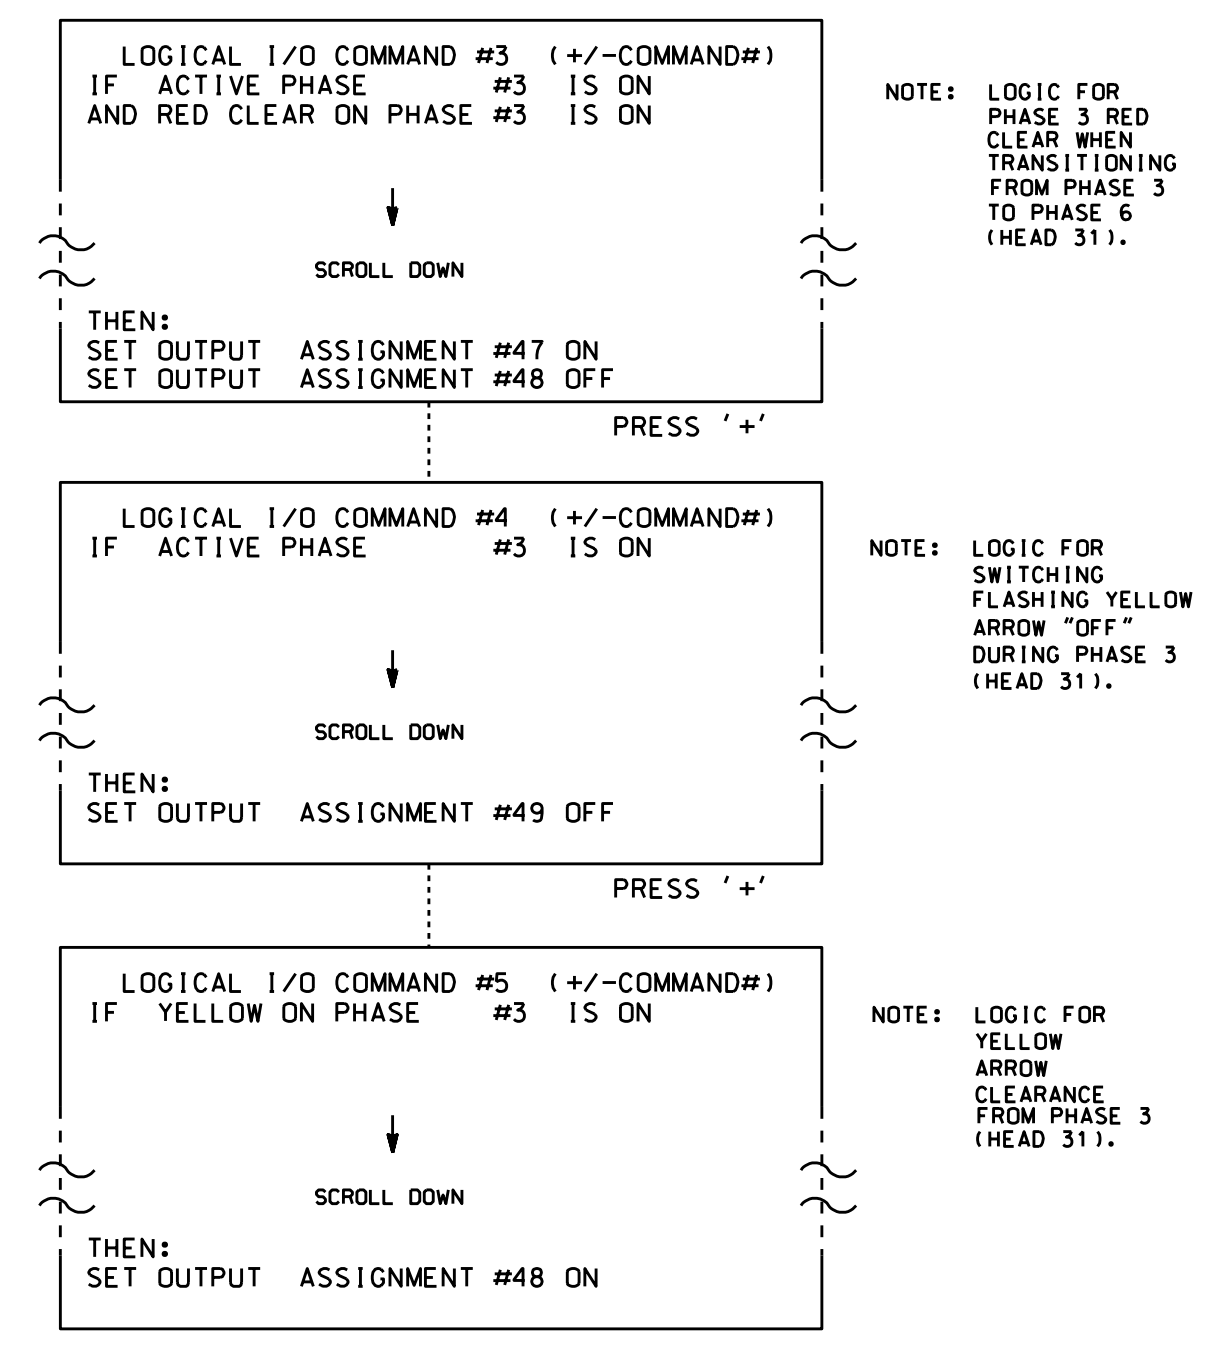 LOGICAL I/O COMMAND #3 (+/-COMMAND#)
IF ACTIVE PHASE #3 IS ON
AND RED CLEAR ON PHASE #3 IS ON
SCROLL DOWN
THEN:
SET OUTPUT ASSIGNMENT #47 ON
SET OUTPUT ASSIGNMENT #48 OFF
NOTE: LOGIC FOR
PHASE 3 RED
CLEAR WHEN
TRANSITIONING
FROM PHASE 3
TO PHASE 6
(HEAD 31).
PRESS '+'
LOGICAL I/O COMMAND #4 (+/-COMMAND#)
IF ACTIVE PHASE #3 IS ON
SCROLL DOWN
THEN:
SET OUTPUT ASSIGNMENT #49 OFF
NOTE: LOGIC FOR
SWITCHING
FLASHING YELLOW
ARROW "OFF"
DURING PHASE 3
(HEAD 31).
PRESS '+'
LOGICAL I/O COMMAND #5 (+/-COMMAND#)
IF YELLOW ON PHASE #3 IS ON
SCROLL DOWN
THEN:
SET OUTPUT ASSIGNMENT #48 ON
NOTE: LOGIC FOR
YELLOW
ARROW
CLEARANCE
FROM PHASE 3
(HEAD 31).